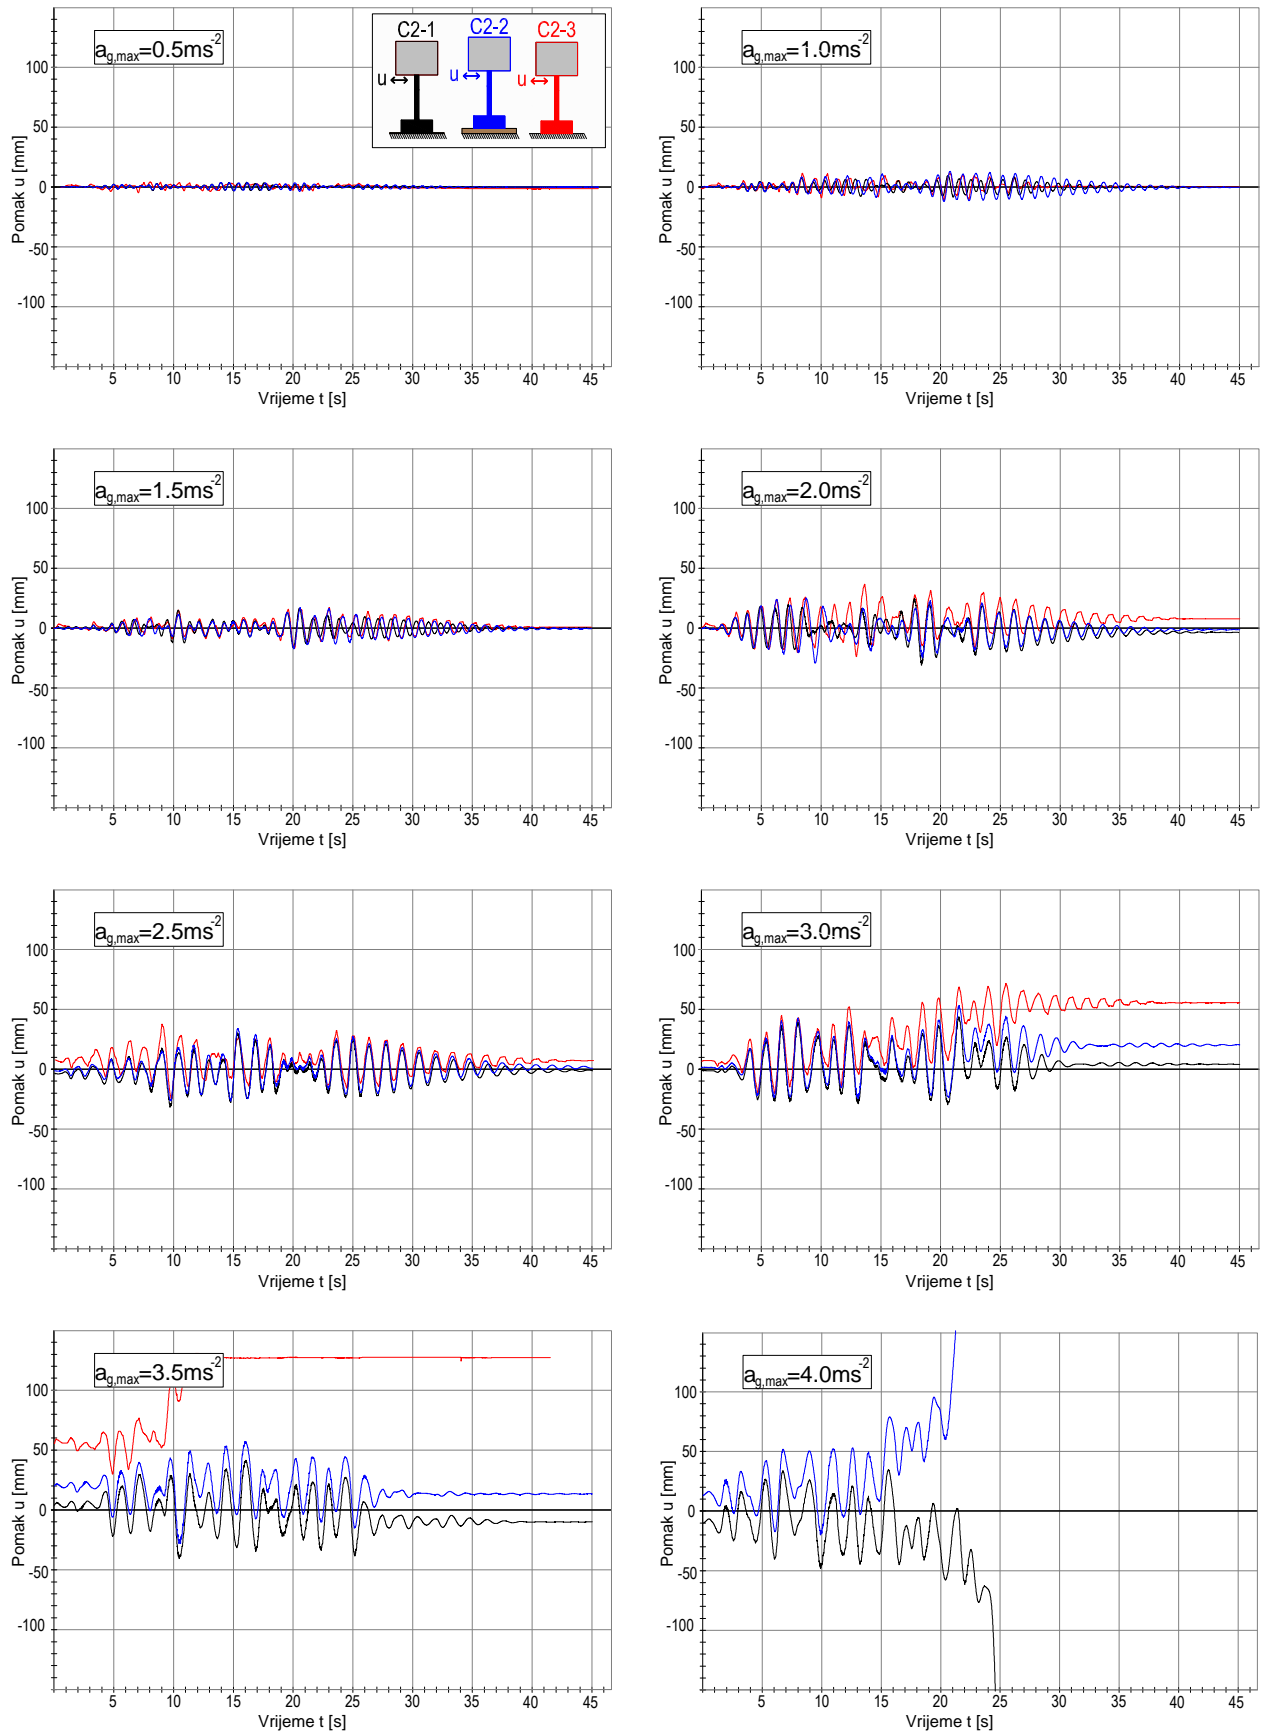 a_g,max=0.5ms^-2
C2-1 C2-2 C2-3
u u u
Pomak u [mm]
100
50
0
-50
-100
5 10 15 20 25 30 35 40 45
Vrijeme t [s]
a_g,max=1.0ms^-2
Pomak u [mm]
100
50
0
-50
-100
5 10 15 20 25 30 35 40 45
Vrijeme t [s]
a_g,max=1.5ms^-2
Pomak u [mm]
100
50
0
-50
-100
5 10 15 20 25 30 35 40 45
Vrijeme t [s]
a_g,max=2.0ms^-2
Pomak u [mm]
100
50
0
-50
-100
5 10 15 20 25 30 35 40 45
Vrijeme t [s]
a_g,max=2.5ms^-2
Pomak u [mm]
100
50
0
-50
-100
5 10 15 20 25 30 35 40 45
Vrijeme t [s]
a_g,max=3.0ms^-2
Pomak u [mm]
100
50
0
-50
-100
5 10 15 20 25 30 35 40 45
Vrijeme t [s]
a_g,max=3.5ms^-2
Pomak u [mm]
100
50
0
-50
-100
5 10 15 20 25 30 35 40 45
Vrijeme t [s]
a_g,max=4.0ms^-2
Pomak u [mm]
100
50
0
-50
-100
5 10 15 20 25 30 35 40 45
Vrijeme t [s]